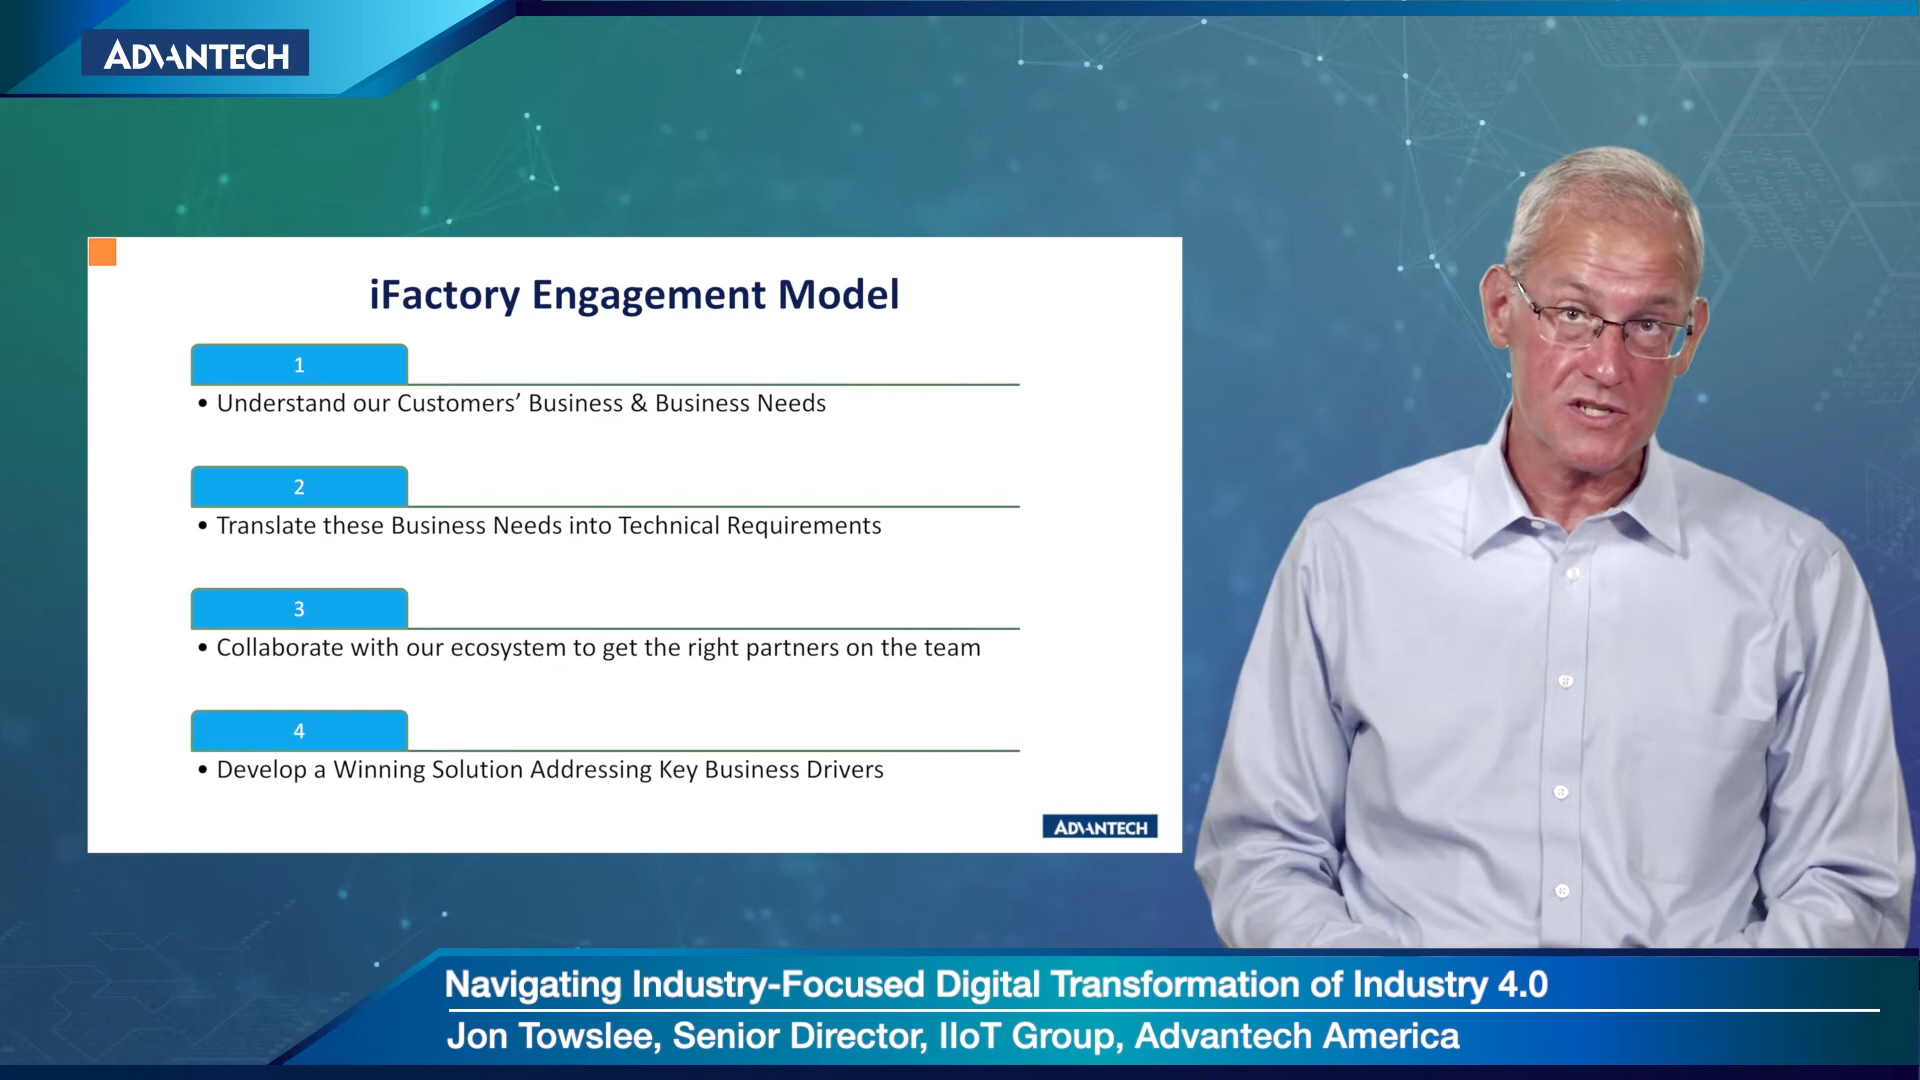 ADVANTECH
iFactory Engagement Model
1
• Understand our Customers’ Business & Business Needs
2
• Translate these Business Needs into Technical Requirements
3
• Collaborate with our ecosystem to get the right partners on the team
4
• Develop a Winning Solution Addressing Key Business Drivers
ADVANTECH
Navigating Industry-Focused Digital Transformation of Industry 4.0
Jon Towslee, Senior Director, IIoT Group, Advantech America